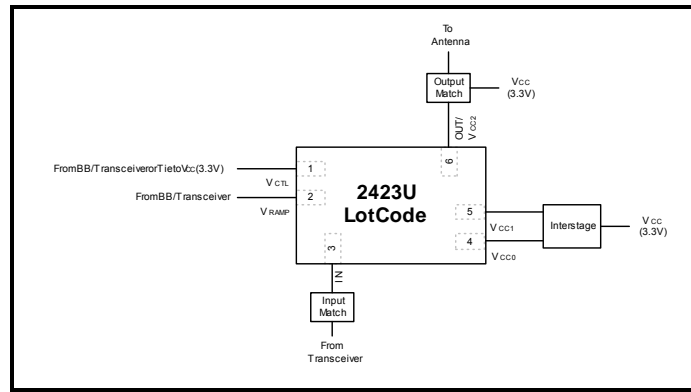 To
Antenna
Output
Match
VCC
(3.3V)
OUT/
VCC2
6
FromBB/TransceiverorTietoVcc(3.3V)
1
VCTL
FromBB/Transceiver
2
VRAMP
2423U
LotCode
5
VCC1
4
VCC0
Interstage
VCC
(3.3V)
3
IN
Input
Match
From
Transceiver